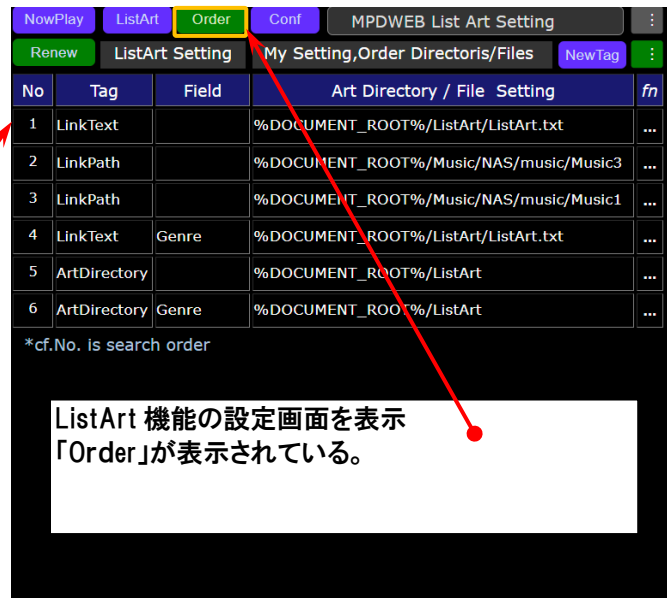 NowPlay ListArt Order Conf MPDWEB List Art Setting ⋮
Renew ListArt Setting My Setting,Order Directoris/Files NewTag ⋮
No Tag Field Art Directory / File Setting fn
1 LinkText %DOCUMENT_ROOT%/ListArt/ListArt.txt ...
2 LinkPath %DOCUMENT_ROOT%/Music/NAS/music/Music3 ...
3 LinkPath %DOCUMENT_ROOT%/Music/NAS/music/Music1 ...
4 LinkText Genre %DOCUMENT_ROOT%/ListArt/ListArt.txt ...
5 ArtDirectory %DOCUMENT_ROOT%/ListArt ...
6 ArtDirectory Genre %DOCUMENT_ROOT%/ListArt ...
*cf.No. is search order
ListArt 機能の設定画面を表示
「Order」が表示されている。